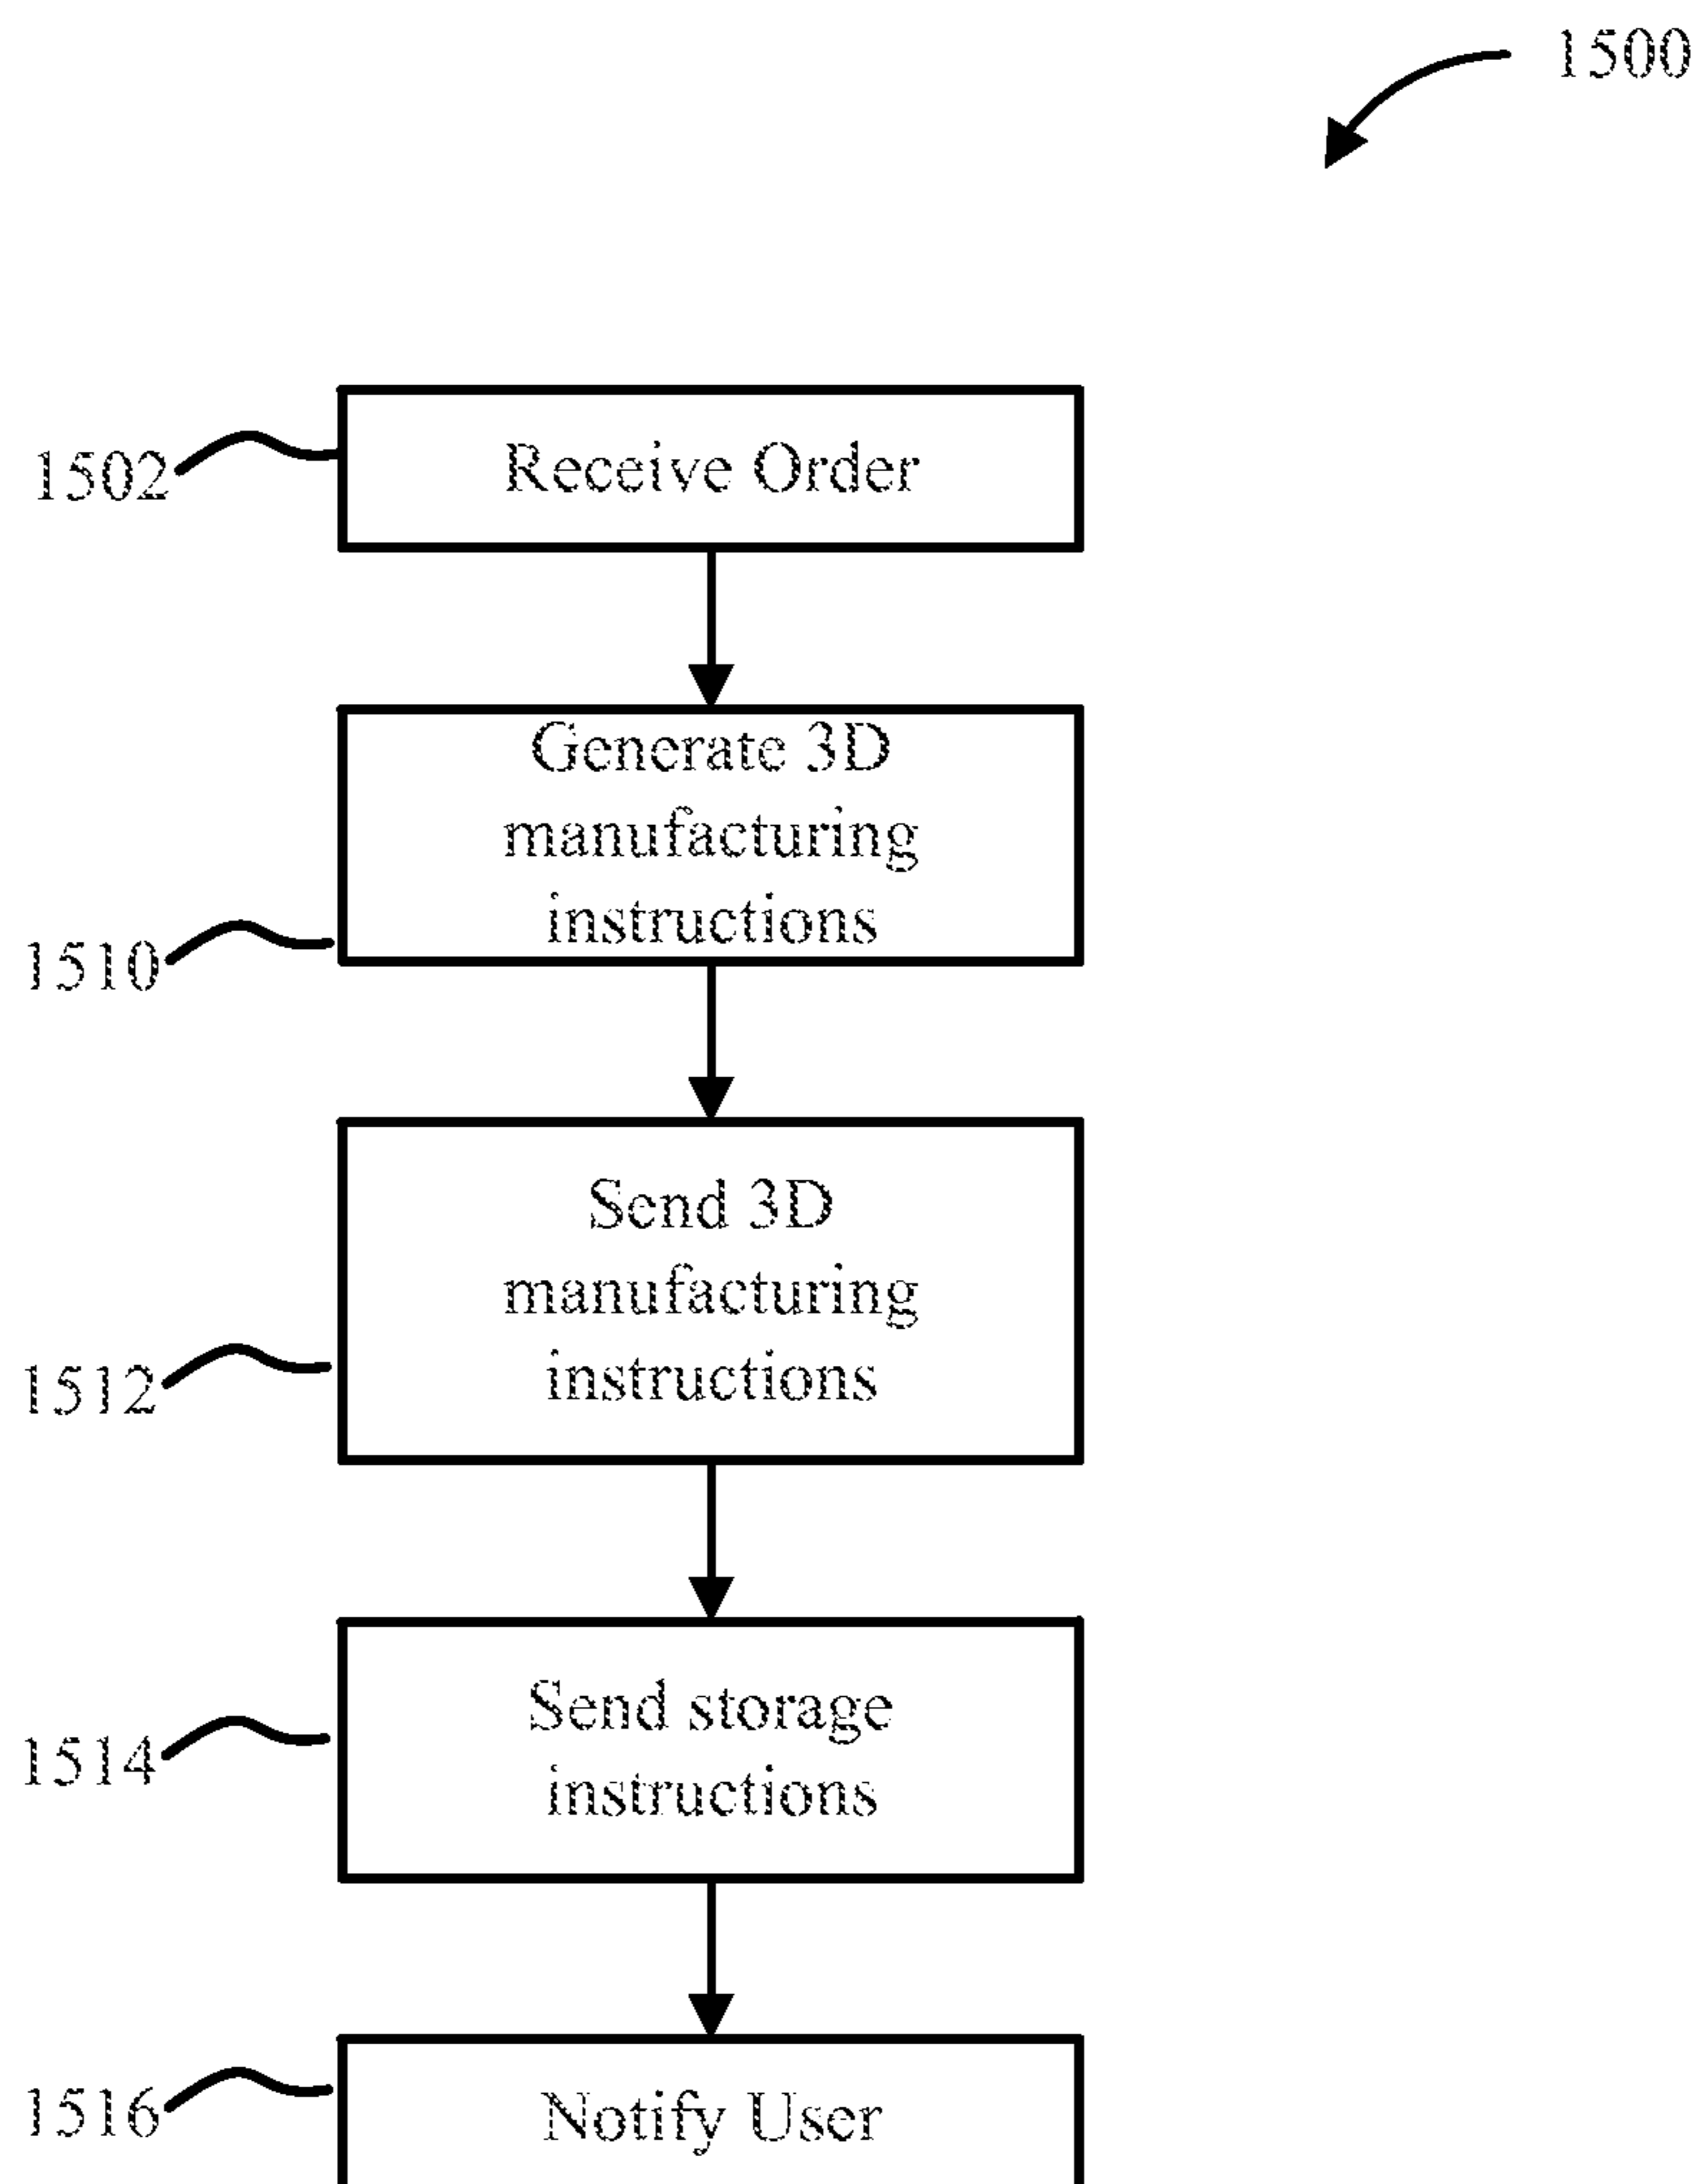 1500
1502
Receive Order
Generate 3D
manufacturing
instructions
1510
Send 3D
manufacturing
instructions
1512
Send storage
instructions
1514
1516
Notify User